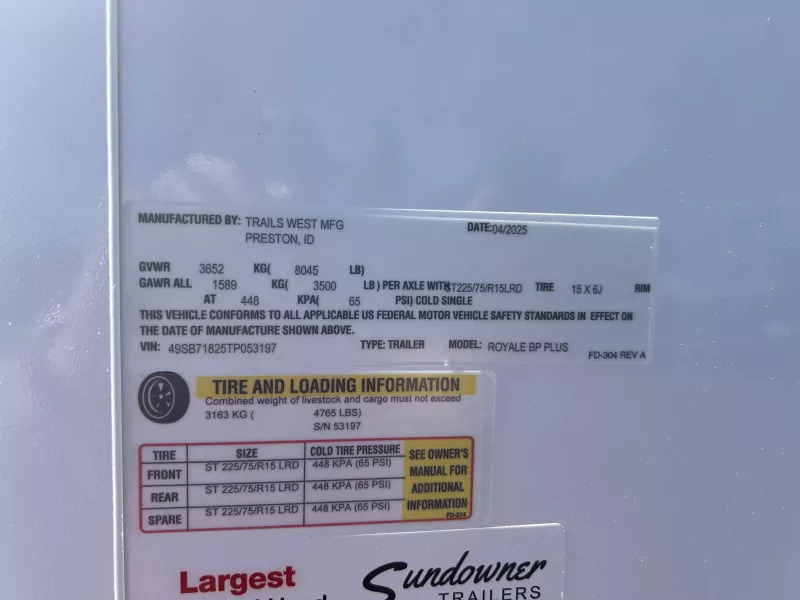 MANUFACTURED BY: TRAILS WEST MFG DATE:04/2025
PRESTON, ID
GVWR 3652 KG( 8045 LB)
GAWR ALL 1589 KG( 3500 LB) PER AXLE WITH ST225/75/R15LRD TIRE 15 X 6J RIM
AT 448 KPA( 65 PSI) COLD SINGLE
THIS VEHICLE CONFORMS TO ALL APPLICABLE US FEDERAL MOTOR VEHICLE SAFETY STANDARDS IN EFFECT ON
THE DATE OF MANUFACTURE SHOWN ABOVE.
VIN: 49SB71825TP053197 TYPE: TRAILER MODEL: ROYALE BP PLUS
FD-304 REV A
TIRE AND LOADING INFORMATION
Combined weight of livestock and cargo must not exceed
3163 KG ( 4765 LBS)
S/N 53197
TIRE SIZE COLD TIRE PRESSURE
FRONT ST 225/75/R15 LRD 448 KPA (65 PSI)
REAR ST 225/75/R15 LRD 448 KPA (65 PSI)
SPARE ST 225/75/R15 LRD 448 KPA (65 PSI)
SEE OWNER'S
MANUAL FOR
ADDITIONAL
INFORMATION
FD-314
Largest
Sundowner
TRAILERS